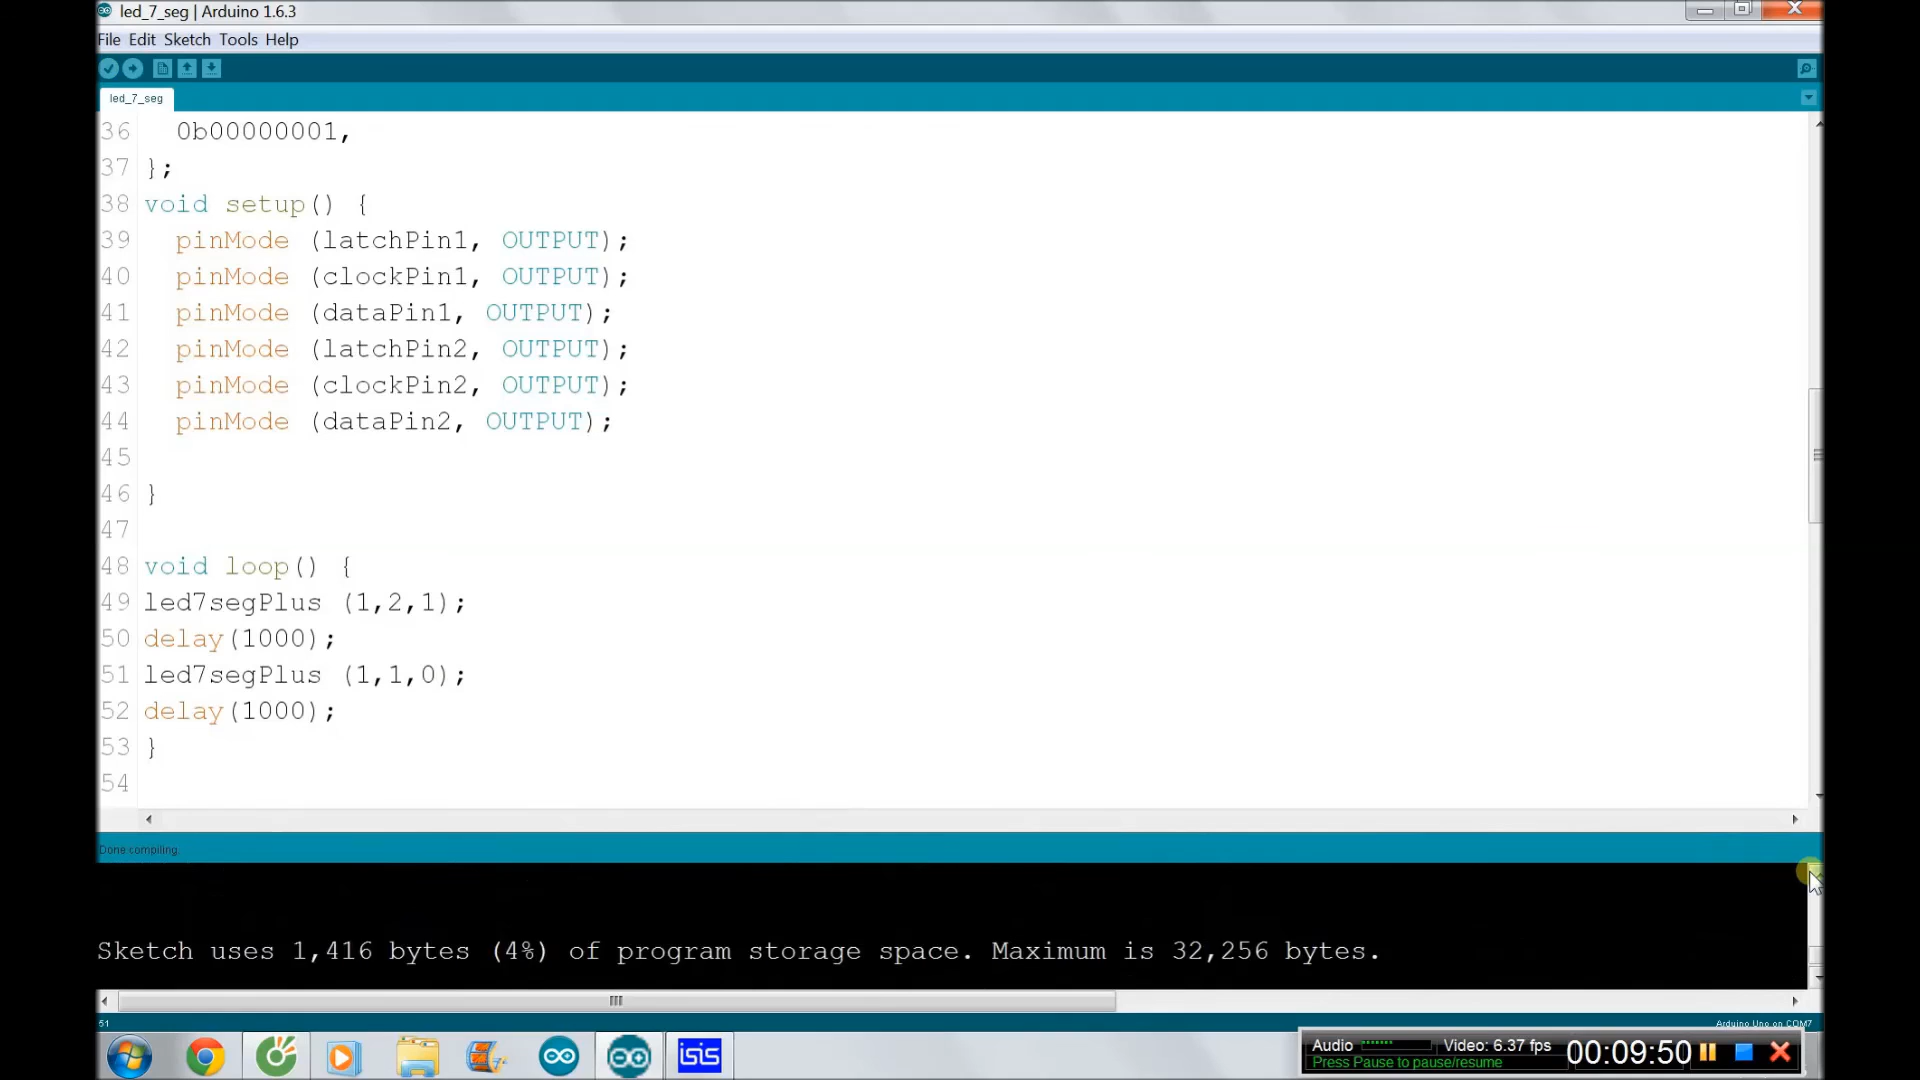 led_7_seg | Arduino 1.6.3
File Edit Sketch Tools Help
led_7_seg
36 0b00000001,
37 };
38 void setup() {
39 pinMode (latchPin1, OUTPUT);
40 pinMode (clockPin1, OUTPUT);
41 pinMode (dataPin1, OUTPUT);
42 pinMode (latchPin2, OUTPUT);
43 pinMode (clockPin2, OUTPUT);
44 pinMode (dataPin2, OUTPUT);
45
46 }
47
48 void loop() {
49 led7segPlus (1,2,1);
50 delay(1000);
51 led7segPlus (1,1,0);
52 delay(1000);
53 }
54
Done compiling.
Sketch uses 1,416 bytes (4%) of program storage space. Maximum is 32,256 bytes.
51 Arduino Uno on COM7
isis
Audio Video: 6.37 fps 00:09:50
Press Pause to pause/resume